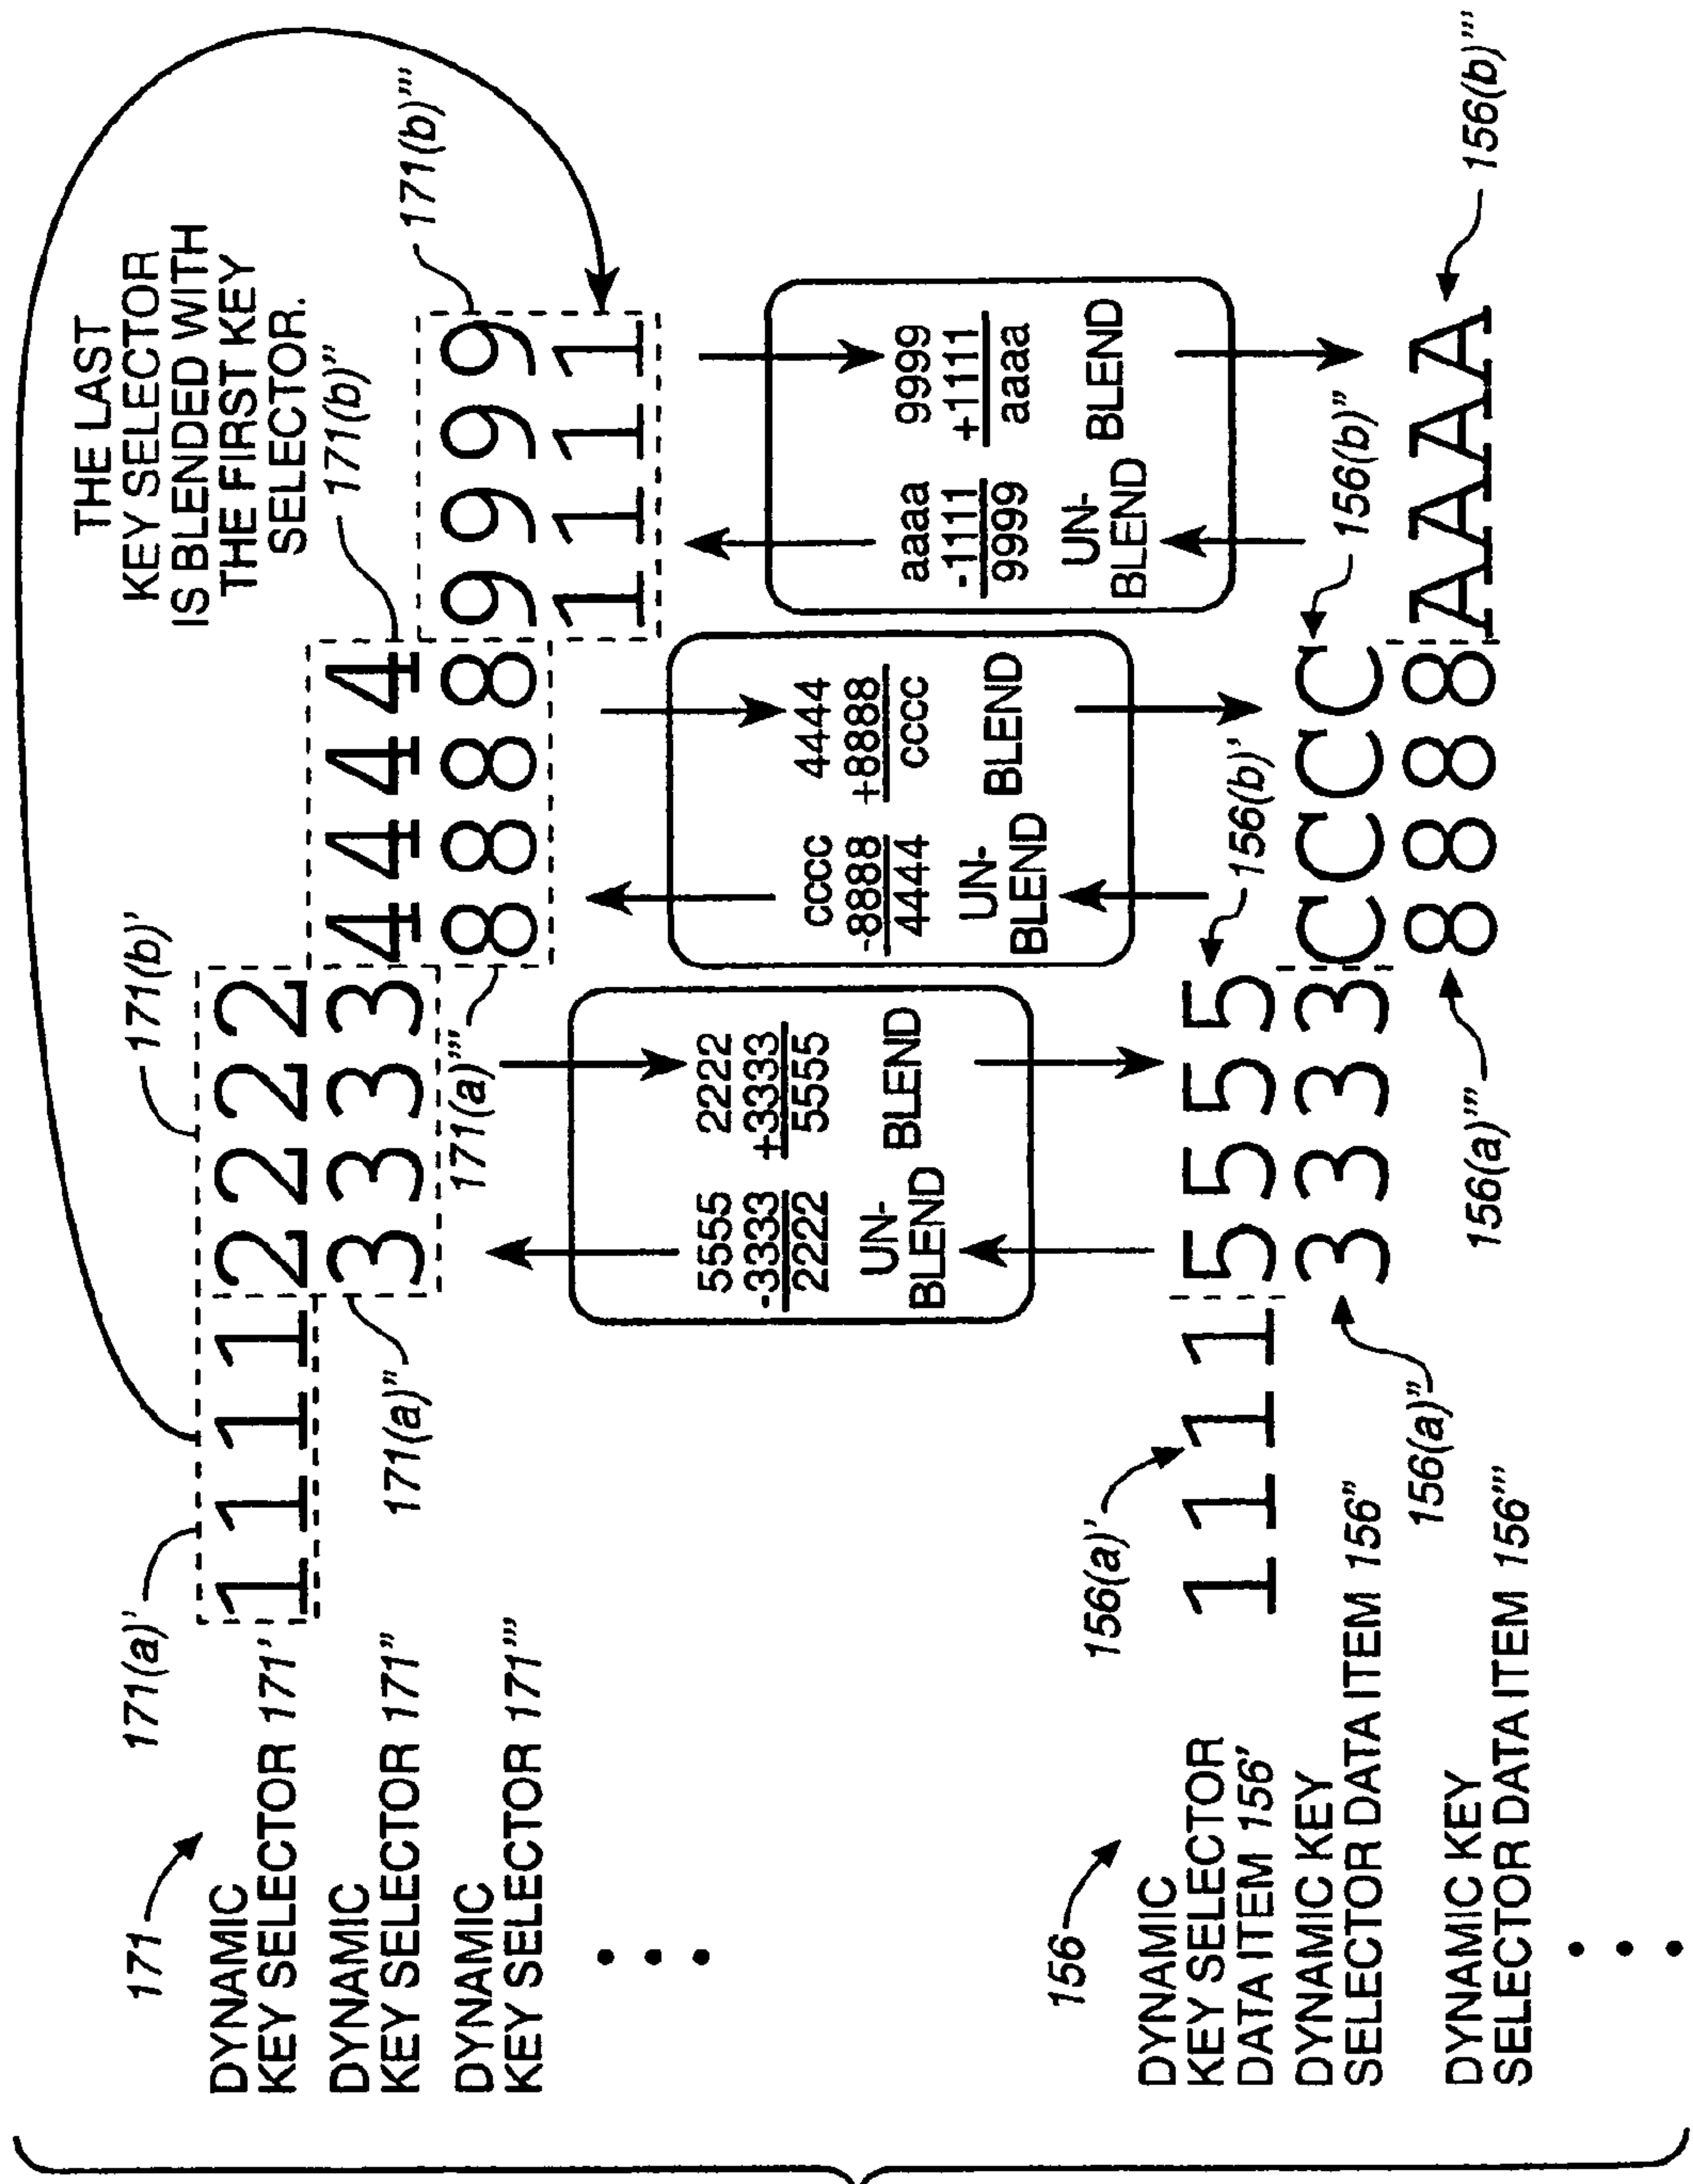 THE LAST
KEY SELECTOR
IS BLENDED WITH
THE FIRST KEY
SELECTOR.
171
171(a)'
171(b)'
171(b)"
171(b)'''
DYNAMIC
KEY SELECTOR 171'
1111 2222
DYNAMIC
KEY SELECTOR 171"
3333 4444
DYNAMIC
KEY SELECTOR 171'''
8888 9999
1111
171(a)"
171(a)'''
5555
-3333
2222
UN-
BLEND
2222
+3333
5555
BLEND
cccc
-8888
4444
UN-
BLEND
4444
+8888
cccc
BLEND
aaaa
-1111
9999
UN-
BLEND
9999
+1111
aaaa
BLEND
156
156(a)'
156(b)'
156(b)"
156(b)'''
DYNAMIC
KEY SELECTOR
DATA ITEM 156'
1111 5555
DYNAMIC KEY
SELECTOR DATA ITEM 156"
3333 CCCC
DYNAMIC KEY
SELECTOR DATA ITEM 156'''
8888 AAAA
156(a)"
156(a)'''